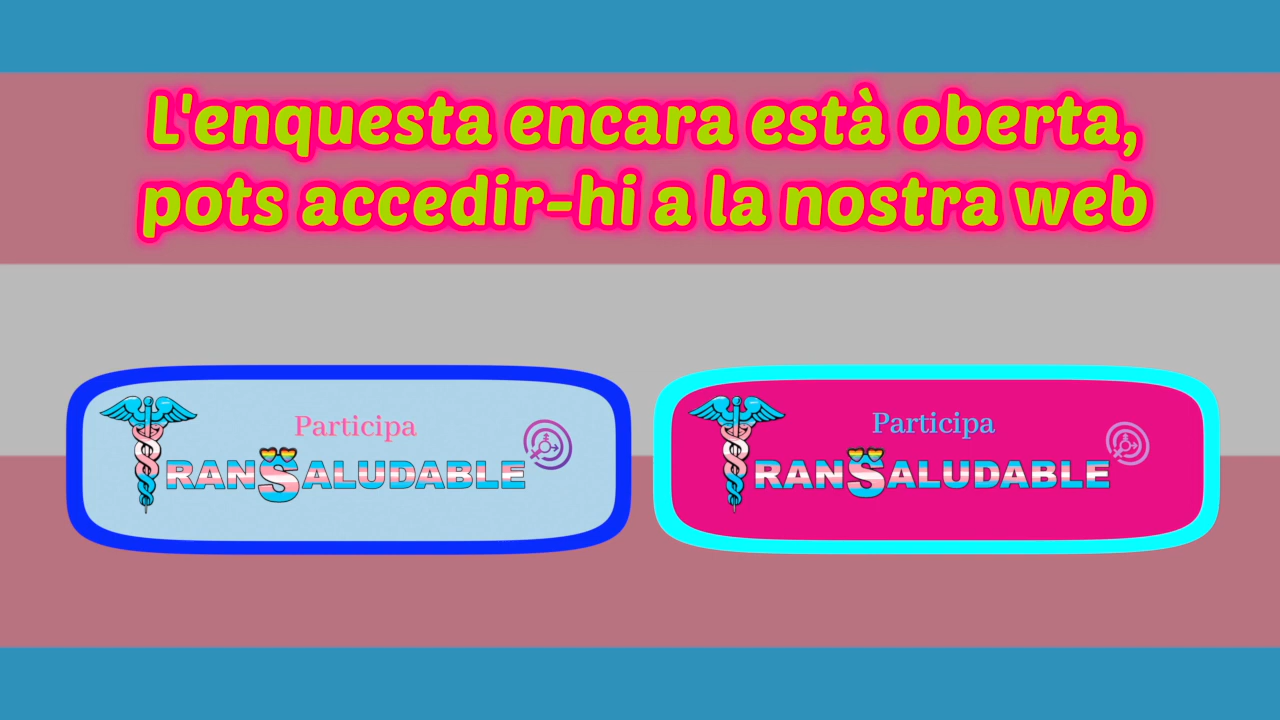 L'enquesta encara està oberta,
pots accedir-hi a la nostra web
Participa
TRANSALUDABLE
Participa
TRANSALUDABLE